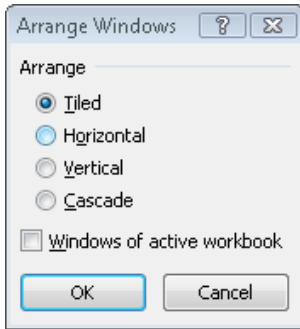 Arrange Windows
Arrange
Tiled
Horizontal
Vertical
Cascade
Windows of active workbook
OK Cancel